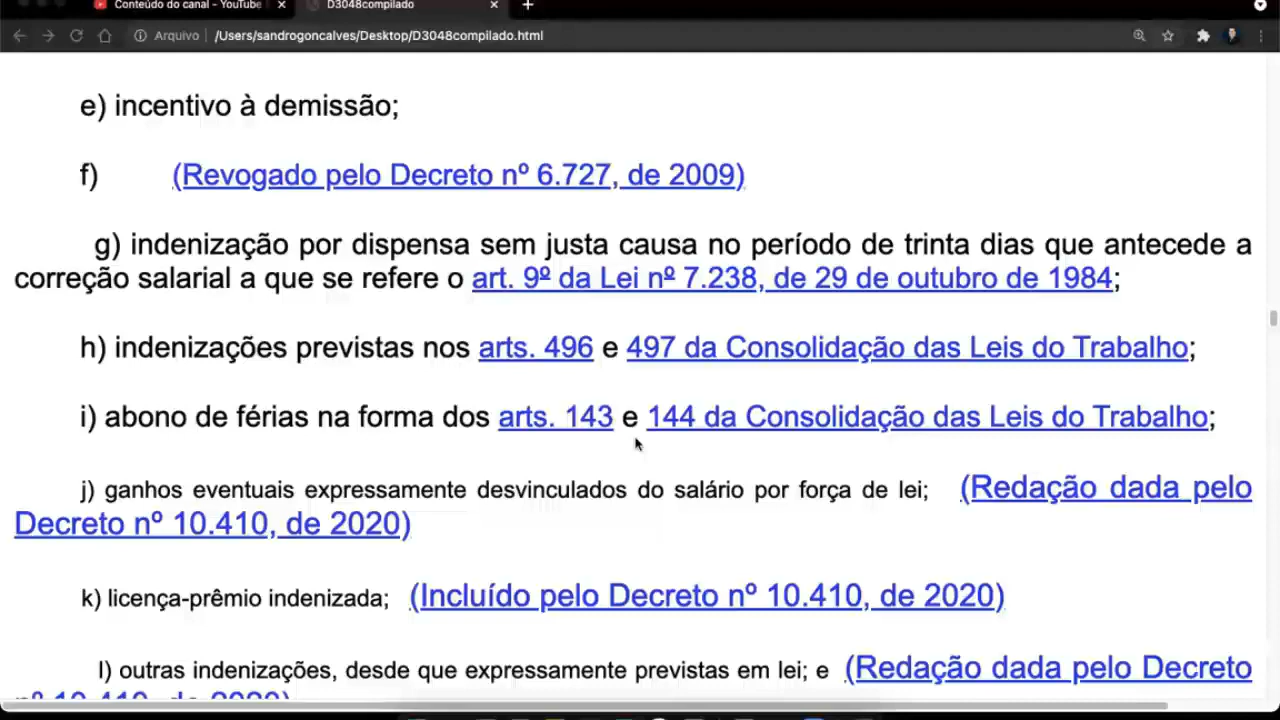 Conteúdo do canal - YouTube
D3048compilado
Arquivo | /Users/sandrogoncalves/Desktop/D3048compilado.html
e) incentivo à demissão;
f) (Revogado pelo Decreto nº 6.727, de 2009)
g) indenização por dispensa sem justa causa no período de trinta dias que antecede a
correção salarial a que se refere o art. 9º da Lei nº 7.238, de 29 de outubro de 1984;
h) indenizações previstas nos arts. 496 e 497 da Consolidação das Leis do Trabalho;
i) abono de férias na forma dos arts. 143 e 144 da Consolidação das Leis do Trabalho;
j) ganhos eventuais expressamente desvinculados do salário por força de lei; (Redação dada pelo
Decreto nº 10.410, de 2020)
k) licença-prêmio indenizada; (Incluído pelo Decreto nº 10.410, de 2020)
l) outras indenizações, desde que expressamente previstas em lei; e (Redação dada pelo Decreto
nº 10.410, de 2020)